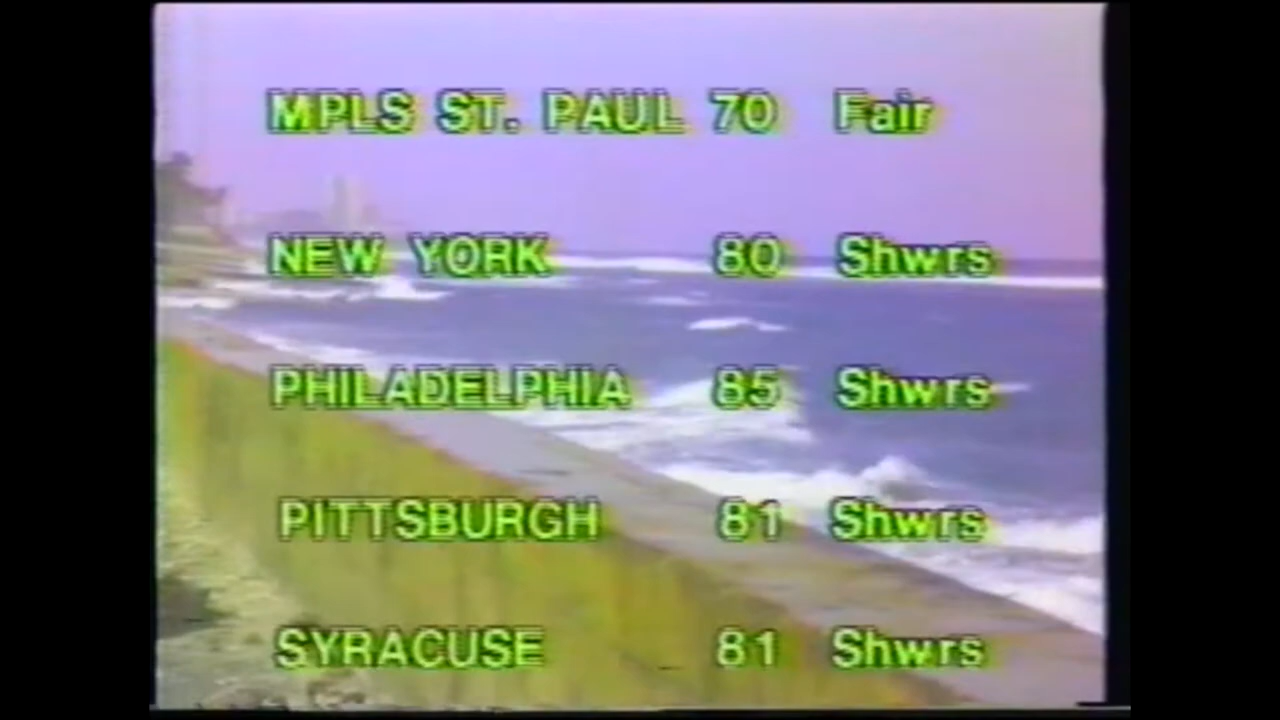 MPLS ST. PAUL 70 Fair
NEW YORK 80 Shwrs
PHILADELPHIA 85 Shwrs
PITTSBURGH 81 Shwrs
SYRACUSE 81 Shwrs